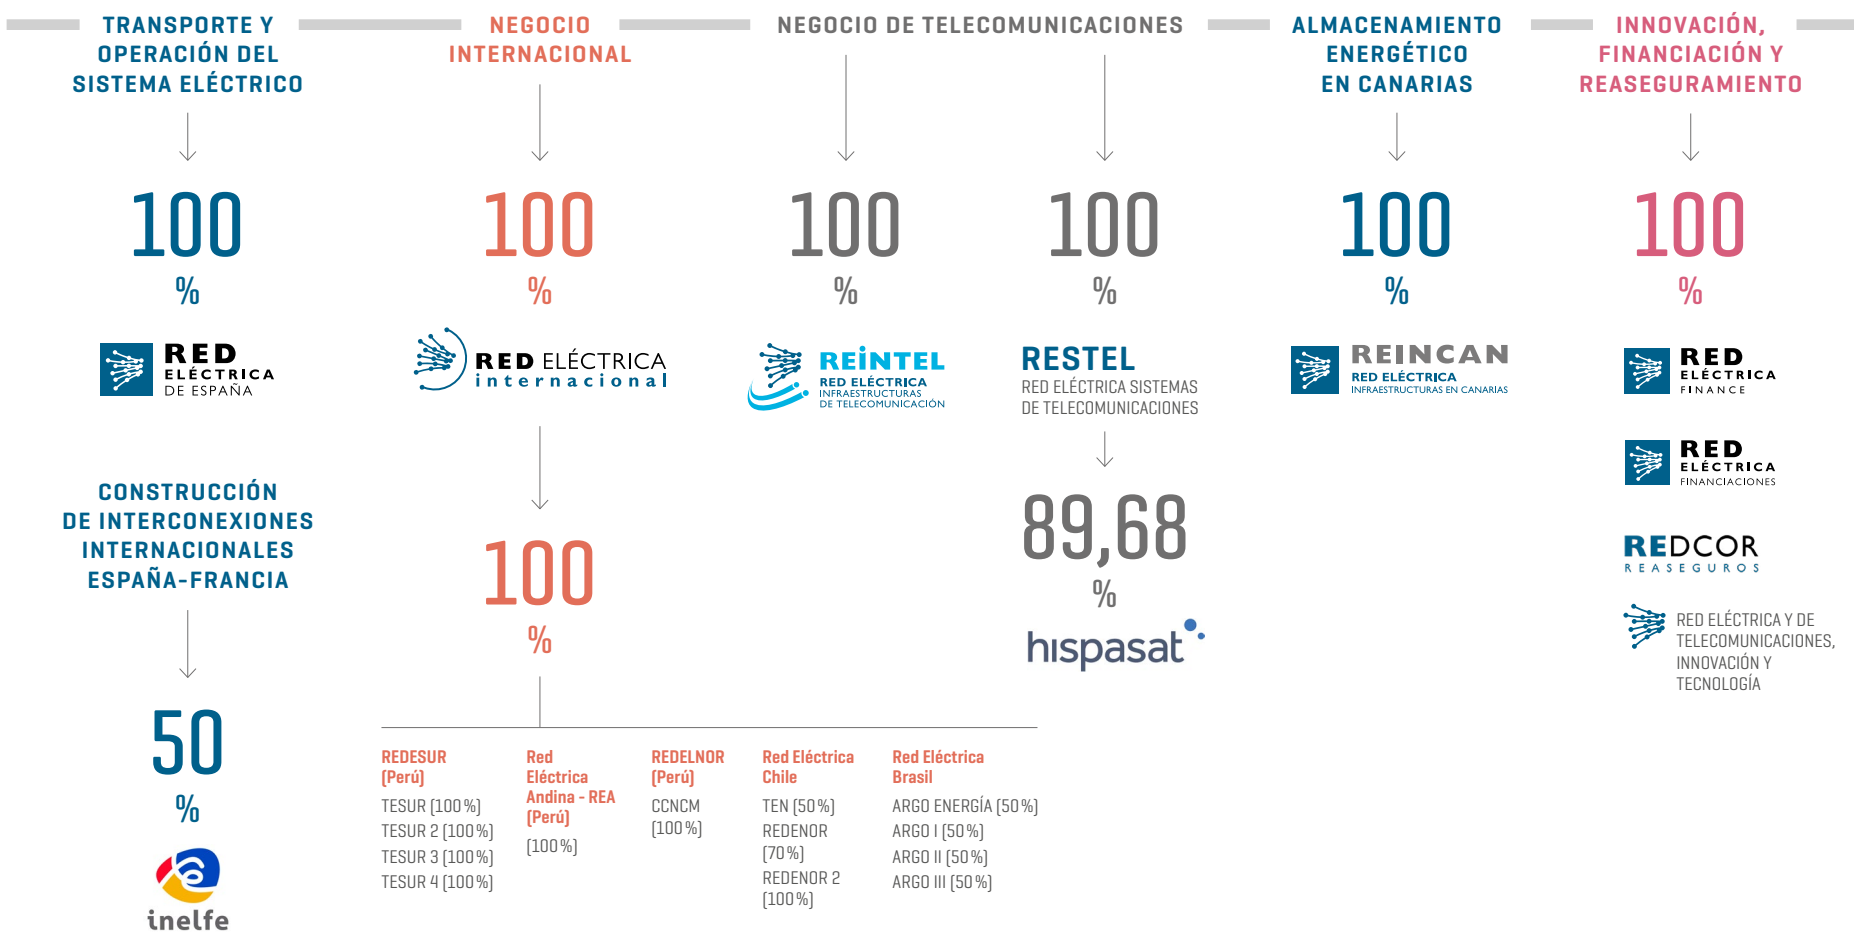 TRANSPORTE Y
OPERACIÓN DEL
SISTEMA ELÉCTRICO
100
%
RED
ELÉCTRICA
DE ESPAÑA
CONSTRUCCIÓN
DE INTERCONEXIONES
INTERNACIONALES
ESPAÑA-FRANCIA
50
%
inelfe
NEGOCIO
INTERNACIONAL
100
%
RED ELÉCTRICA
internacional
100
%
REDESUR
(Perú)
TESUR (100%)
TESUR 2 (100%)
TESUR 3 (100%)
TESUR 4 (100%)
Red
Eléctrica
Andina - REA
(Perú)
(100%)
REDELNOR
(Perú)
CCNCM
(100%)
Red Eléctrica
Chile
TEN (50%)
REDENOR
(70%)
REDENOR 2
(100%)
Red Eléctrica
Brasil
ARGO ENERGÍA (50%)
ARGO I (50%)
ARGO II (50%)
ARGO III (50%)
NEGOCIO DE TELECOMUNICACIONES
100
%
REINTEL
RED ELÉCTRICA
INFRAESTRUCTURAS
DE TELECOMUNICACIÓN
100
%
RESTEL
RED ELÉCTRICA SISTEMAS
DE TELECOMUNICACIONES
89,68
%
hispasat
ALMACENAMIENTO
ENERGÉTICO
EN CANARIAS
100
%
REINCAN
RED ELÉCTRICA
INFRAESTRUCTURAS EN CANARIAS
INNOVACIÓN,
FINANCIACIÓN Y
REASEGURAMIENTO
100
%
RED
ELÉCTRICA
FINANCE
RED
ELÉCTRICA
FINANCIACIONES
REDCOR
REASEGUROS
RED ELÉCTRICA Y DE
TELECOMUNICACIONES,
INNOVACIÓN Y
TECNOLOGÍA